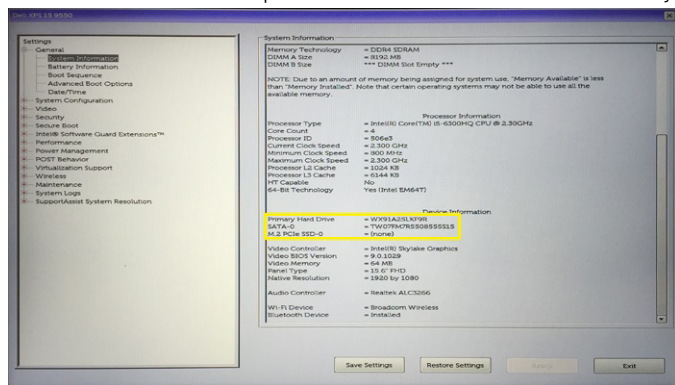 Dell XPS 15 9550
Settings
General
System Information
Battery Information
Boot Sequence
Advanced Boot Options
Date/Time
System Configuration
Video
Security
Secure Boot
Intel® Software Guard Extensions™
Performance
Power Management
POST Behavior
Virtualization Support
Wireless
Maintenance
System Logs
SupportAssist System Resolution
System Information
Memory Technology = DDR4 SDRAM
DIMM A Size = 8192 MB
DIMM B Size *** DIMM Slot Empty ***
NOTE: Due to an amount of memory being assigned for system use, "Memory Available" is less
than "Memory Installed". Note that certain operating systems may not be able to use all the
available memory.
Processor Information
Processor Type = Intel(R) Core(TM) i5-6300HQ CPU @ 2.30GHz
Core Count = 4
Processor ID = 506e3
Current Clock Speed = 2.300 GHz
Minimum Clock Speed = 800 MHz
Maximum Clock Speed = 2.300 GHz
Processor L2 Cache = 1024 KB
Processor L3 Cache = 6144 KB
HT Capable No
64-Bit Technology Yes (Intel EM64T)
Device Information
Primary Hard Drive =
SATA-0 =
M.2 PCIe SSD-0 = (none)
Video Controller = Intel(R) Skylake Graphics
Video BIOS Version = 9.0.1029
Video Memory = 64 MB
Panel Type = 15.6" FHD
Native Resolution = 1920 by 1080
Audio Controller = Realtek ALC3266
Wi-Fi Device = Broadcom Wireless
Bluetooth Device = Installed
Save Settings
Restore Settings
Apply
Exit